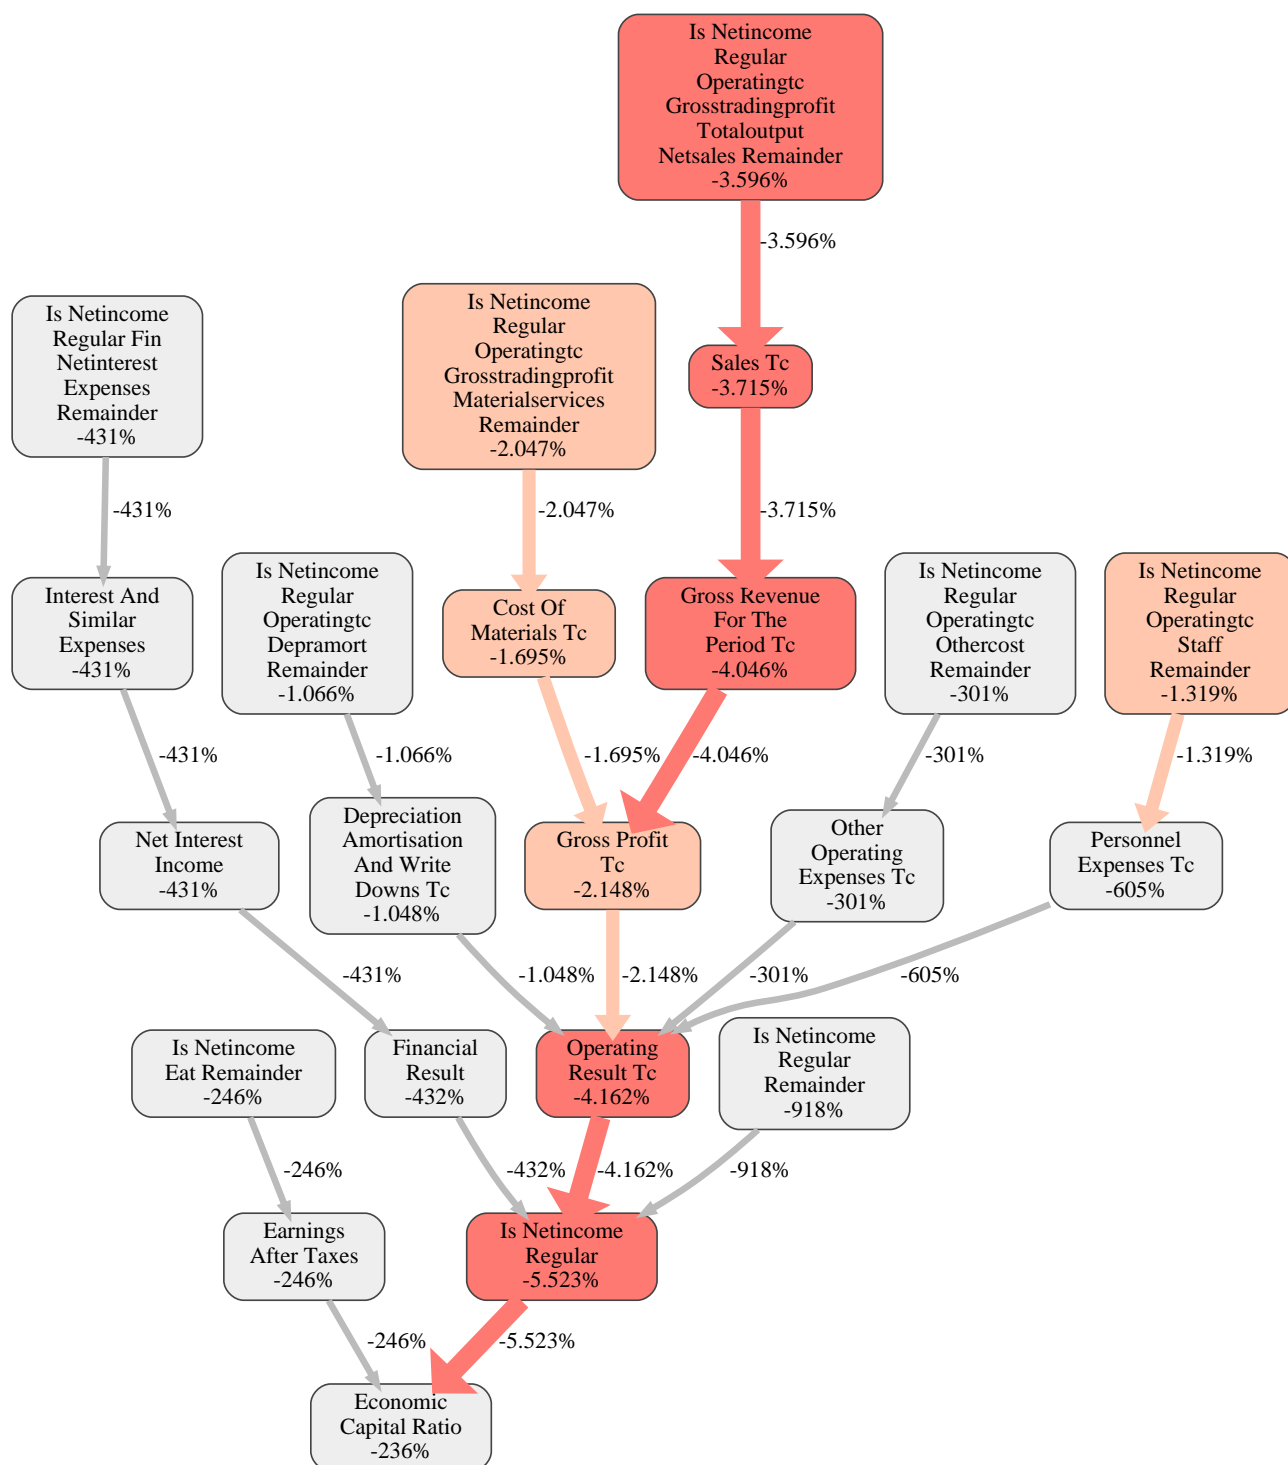 Is Netincome
Regular
Operatingtc
Grosstradingprofit
Totaloutput
Netsales Remainder
-3.596%
-3.596%
Is Netincome
Regular Fin
Netinterest
Expenses
Remainder
-431%
Is Netincome
Regular
Operatingtc
Grosstradingprofit
Materialservices
Remainder
-2.047%
Sales Tc
-3.715%
-431%
-2.047%
-3.715%
Interest And
Similar
Expenses
-431%
Is Netincome
Regular
Operatingtc
Depramort
Remainder
-1.066%
Cost Of
Materials Tc
-1.695%
Gross Revenue
For The
Period Tc
-4.046%
Is Netincome
Regular
Operatingtc
Othercost
Remainder
-301%
Is Netincome
Regular
Operatingtc
Staff
Remainder
-1.319%
-431%
-1.066%
-1.695%
-4.046%
-301%
-1.319%
Net Interest
Income
-431%
Depreciation
Amortisation
And Write
Downs Tc
-1.048%
Gross Profit
Tc
-2.148%
Other
Operating
Expenses Tc
-301%
Personnel
Expenses Tc
-605%
-431%
-1.048%
-2.148%
-301%
-605%
Is Netincome
Eat Remainder
-246%
Financial
Result
-432%
Operating
Result Tc
-4.162%
Is Netincome
Regular
Remainder
-918%
-246%
-432%
-4.162%
-918%
Earnings
After Taxes
-246%
Is Netincome
Regular
-5.523%
-246%
-5.523%
Economic
Capital Ratio
-236%